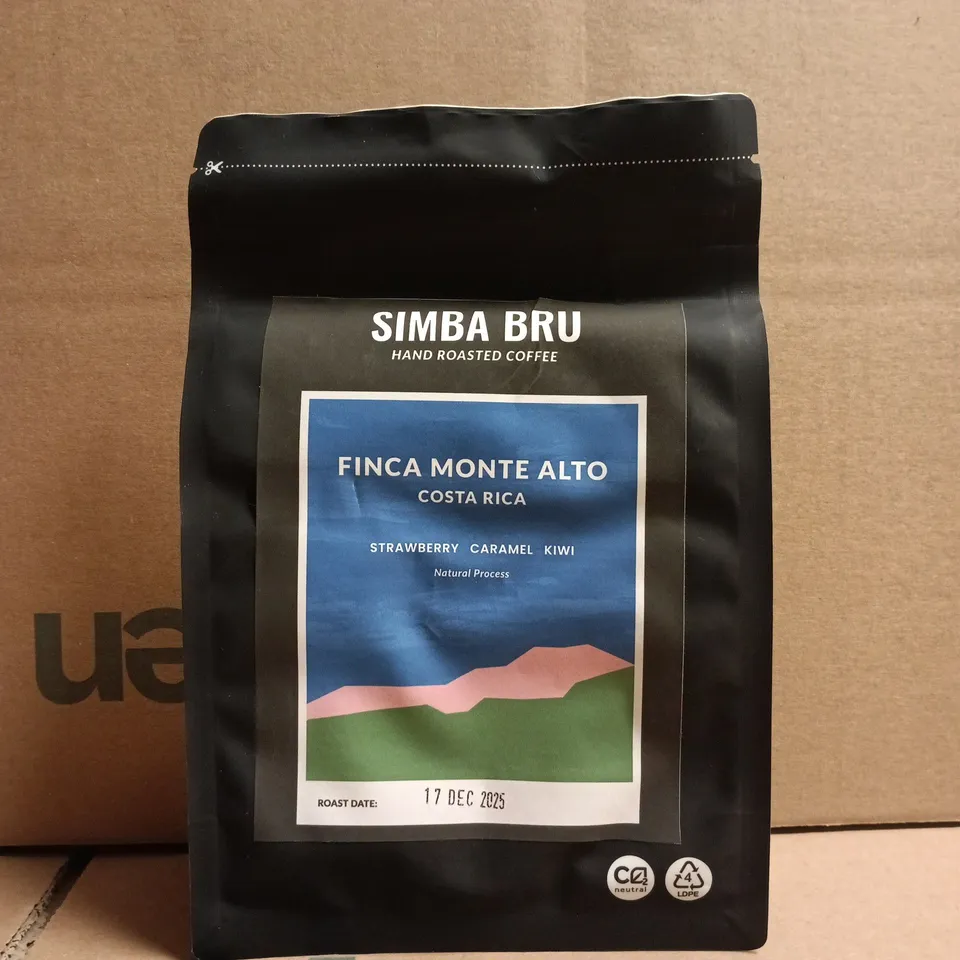 SIMBA BRU
HAND ROASTED COFFEE
FINCA MONTE ALTO
COSTA RICA
STRAWBERRY CARAMEL KIWI
Natural Process
ROAST DATE: 17 DEC 2025
CO2
neutral
4
LDPE